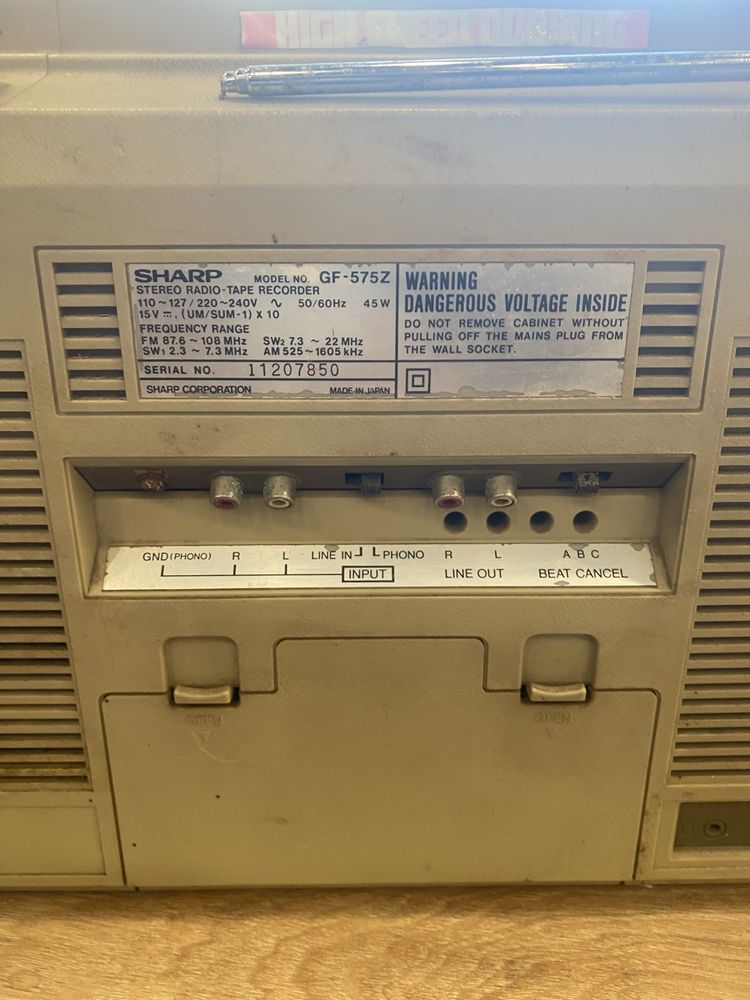 HIGH SPEED DUBBING
SHARP MODEL NO. GF-575Z
STEREO RADIO-TAPE RECORDER
110~127/220~240V ∿ 50/60Hz 45W
15V ⎓, (UM/SUM-1) X 10
FREQUENCY RANGE
FM 87.6 ~ 108 MHz SW2 7.3 ~ 22 MHz
SW1 2.3 ~ 7.3 MHz AM 525~1605 kHz
SERIAL NO. 11207850
SHARP CORPORATION MADE IN JAPAN
WARNING
DANGEROUS VOLTAGE INSIDE
DO NOT REMOVE CABINET WITHOUT
PULLING OFF THE MAINS PLUG FROM
THE WALL SOCKET.
GND(PHONO) R L LINE IN PHONO R L A B C
INPUT LINE OUT BEAT CANCEL
OPEN OPEN